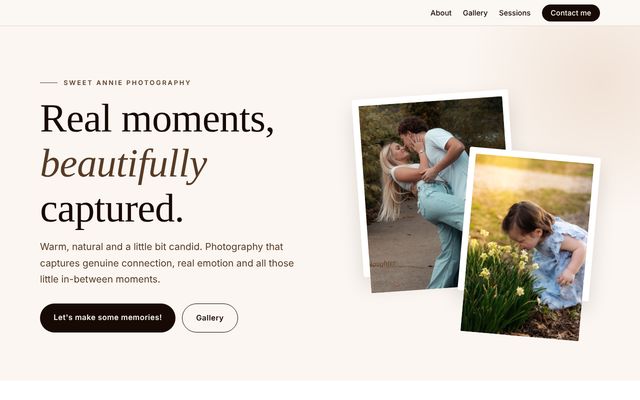 About
Gallery
Sessions
Contact me
SWEET ANNIE PHOTOGRAPHY
Real moments,
beautifully
captured.
Warm, natural and a little bit candid. Photography that
captures genuine connection, real emotion and all those
little in-between moments.
Let's make some memories!
Gallery